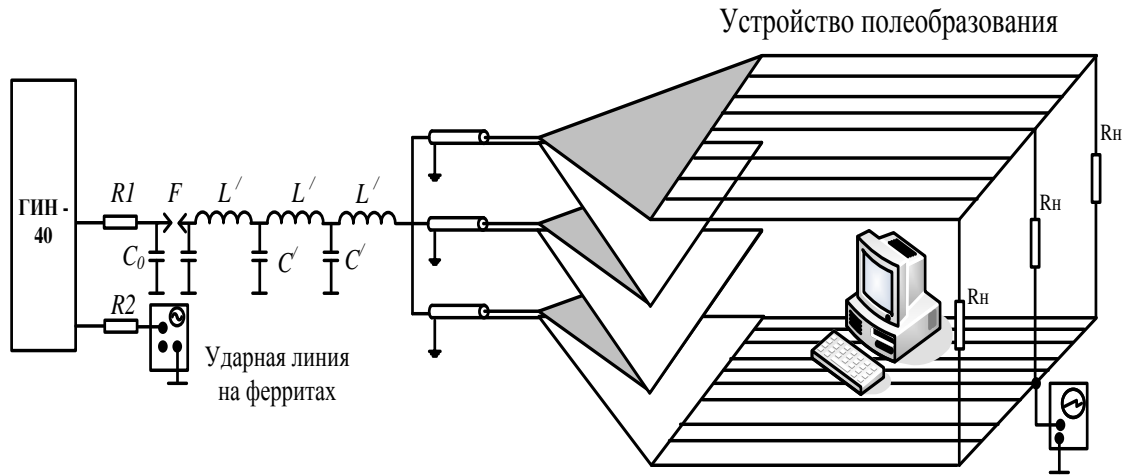 Устройство полеобразования
ГИН -
40
R1
F
L/
L/
L/
C0
C/
C/
R2
Ударная линия
на ферритах
Rн
Rн
Rн